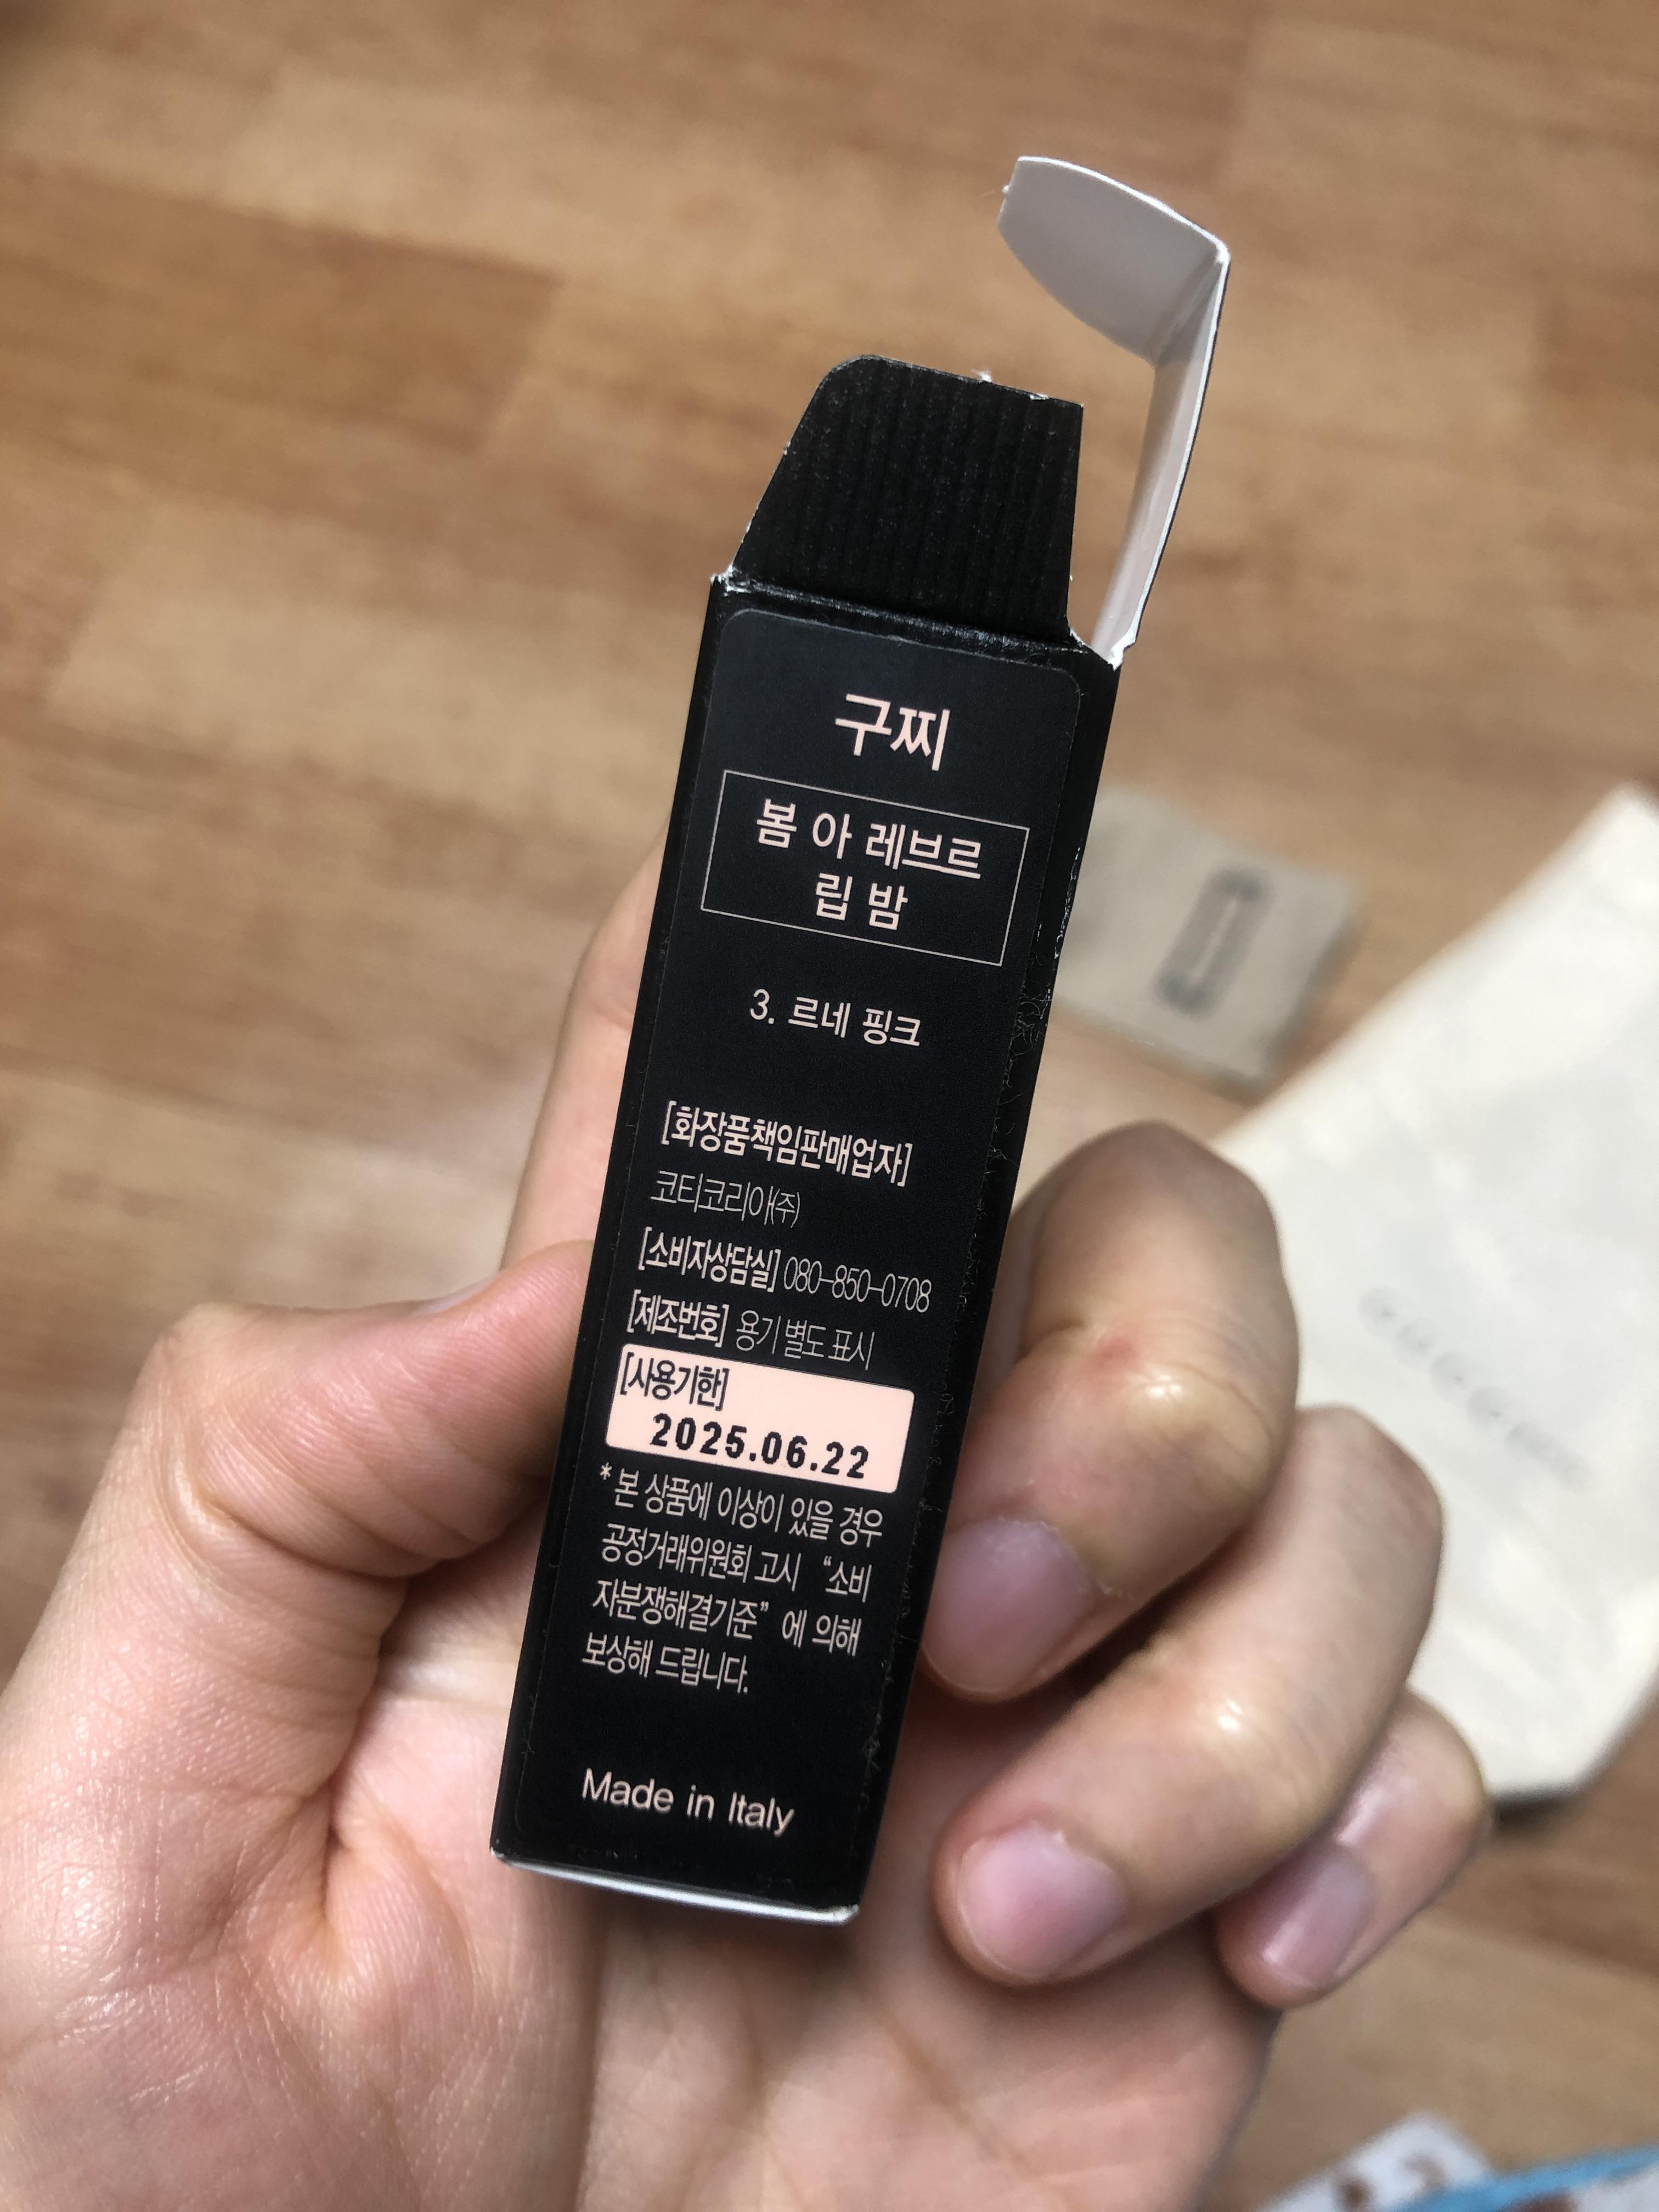 구찌
봄 아 레브르
립 밤
3. 르네 핑크
[화장품책임판매업자]
코티코리아(주)
[소비자상담실] 080-850-0708
[제조번호] 용기 별도 표시
[사용기한]
2025.06.22
* 본 상품에 이상이 있을 경우
공정거래위원회 고시 “소비
자분쟁해결기준” 에 의해
보상해 드립니다.
Made in Italy